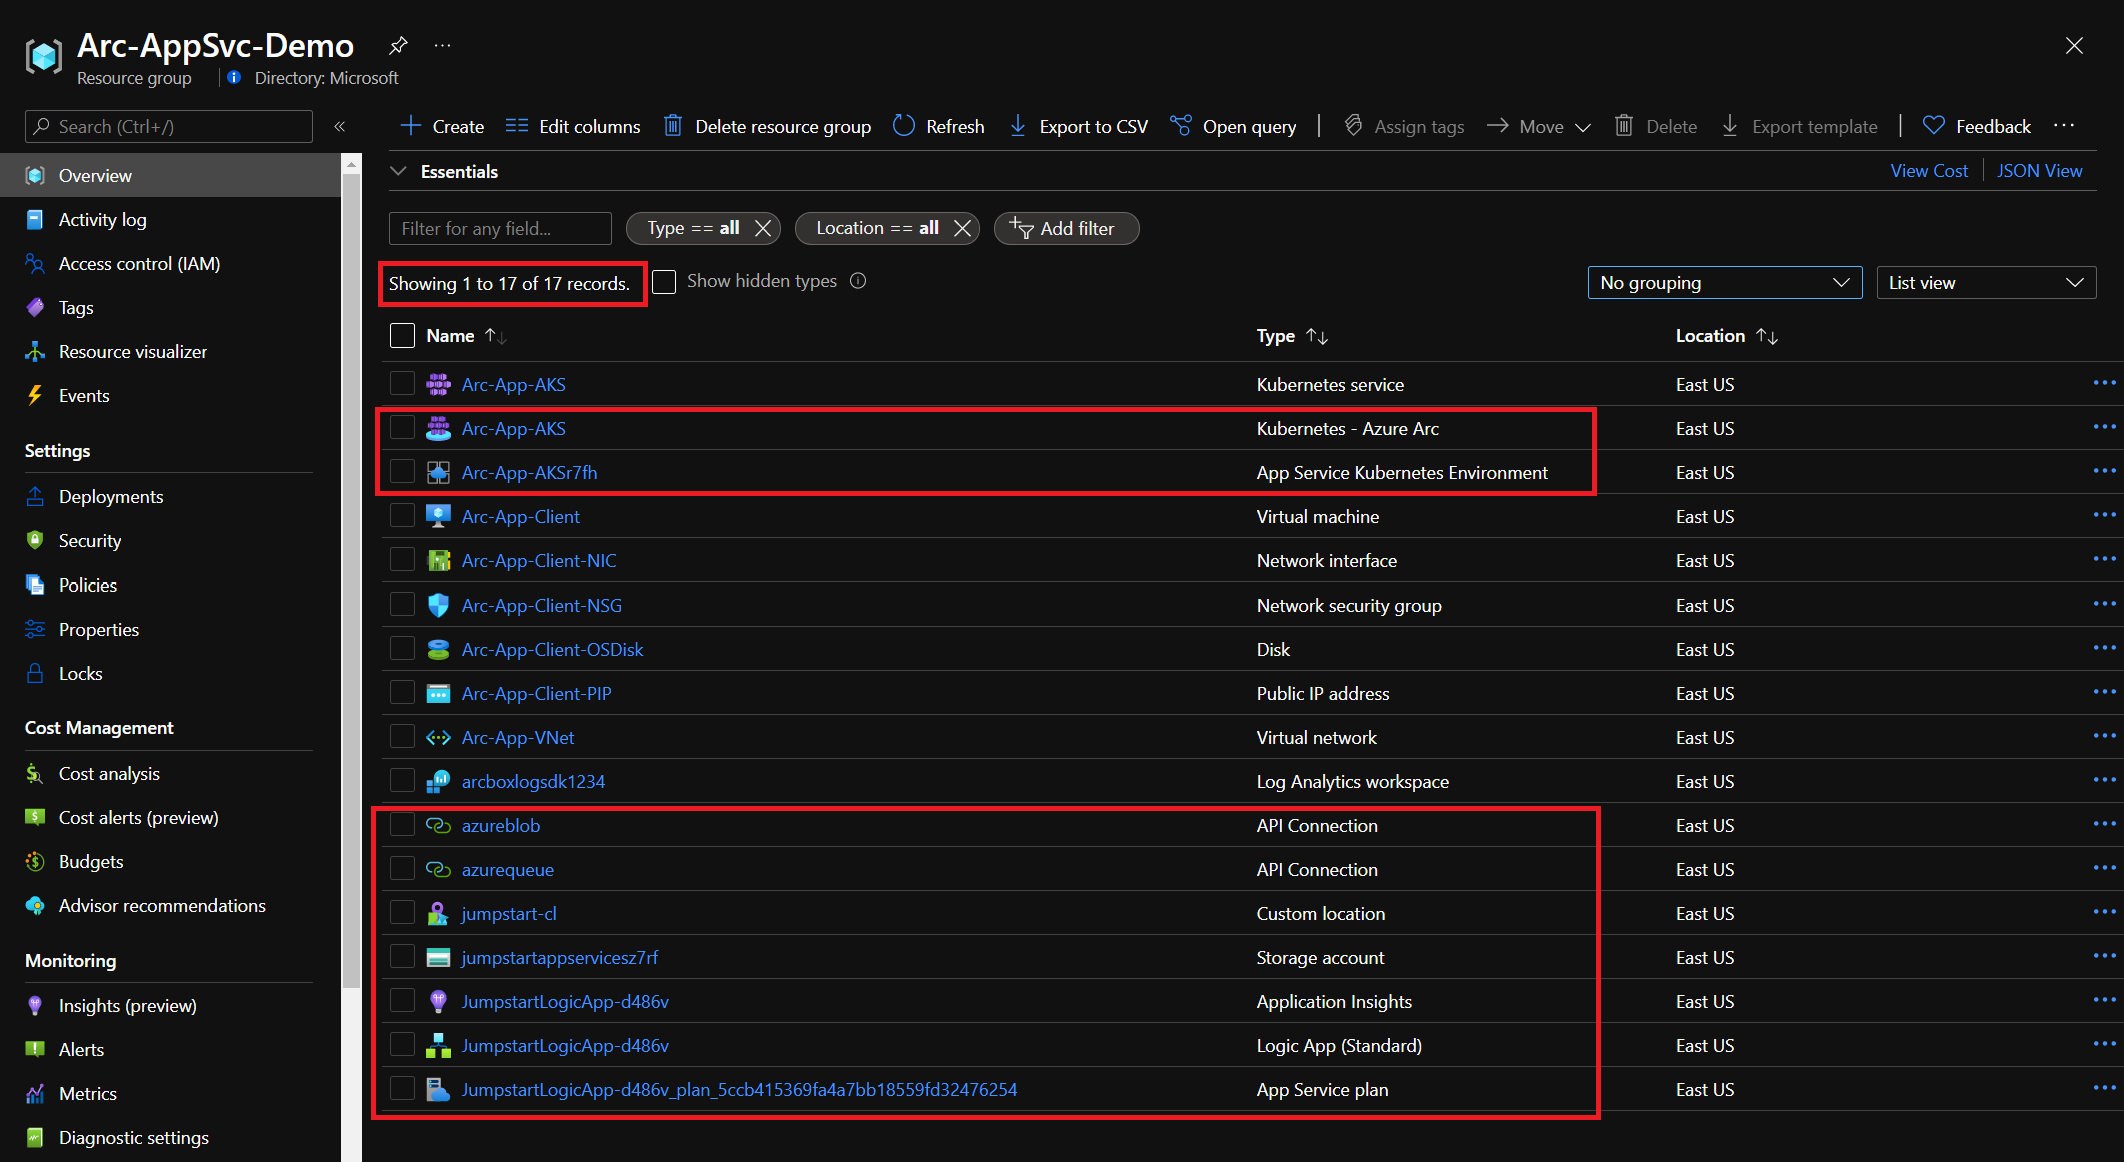 Arc-AppSvc-Demo
Resource group
Directory: Microsoft
Search (Ctrl+/)
Create
Edit columns
Delete resource group
Refresh
Export to CSV
Open query
Assign tags
Move
Delete
Export template
Feedback
Overview
Activity log
Access control (IAM)
Tags
Resource visualizer
Events
Settings
Deployments
Security
Policies
Properties
Locks
Cost Management
Cost analysis
Cost alerts (preview)
Budgets
Advisor recommendations
Monitoring
Insights (preview)
Alerts
Metrics
Diagnostic settings
Essentials
View Cost
JSON View
Filter for any field...
Type == all
Location == all
Add filter
Showing 1 to 17 of 17 records.
Show hidden types
No grouping
List view
Name Type Location
Arc-App-AKS Kubernetes service East US
Arc-App-AKS Kubernetes - Azure Arc East US
Arc-App-AKSr7fh App Service Kubernetes Environment East US
Arc-App-Client Virtual machine East US
Arc-App-Client-NIC Network interface East US
Arc-App-Client-NSG Network security group East US
Arc-App-Client-OSDisk Disk East US
Arc-App-Client-PIP Public IP address East US
Arc-App-VNet Virtual network East US
arcboxlogsdk1234 Log Analytics workspace East US
azureblob API Connection East US
azurequeue API Connection East US
jumpstart-cl Custom location East US
jumpstartappservicesz7rf Storage account East US
JumpstartLogicApp-d486v Application Insights East US
JumpstartLogicApp-d486v Logic App (Standard) East US
JumpstartLogicApp-d486v_plan_5ccb415369fa4a7bb18559fd32476254 App Service plan East US